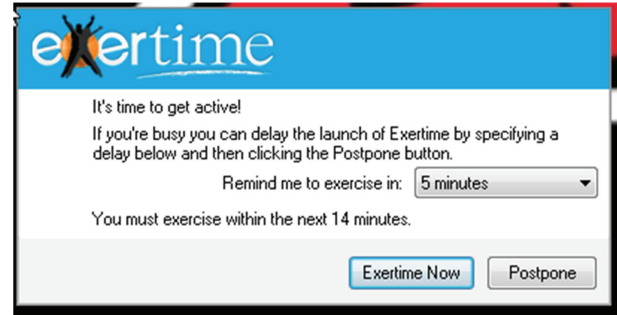 exertime
It's time to get active!
If you're busy you can delay the launch of Exertime by specifying a
delay below and then clicking the Postpone button.
Remind me to exercise in: 5 minutes
You must exercise within the next 14 minutes.
Exertime Now Postpone